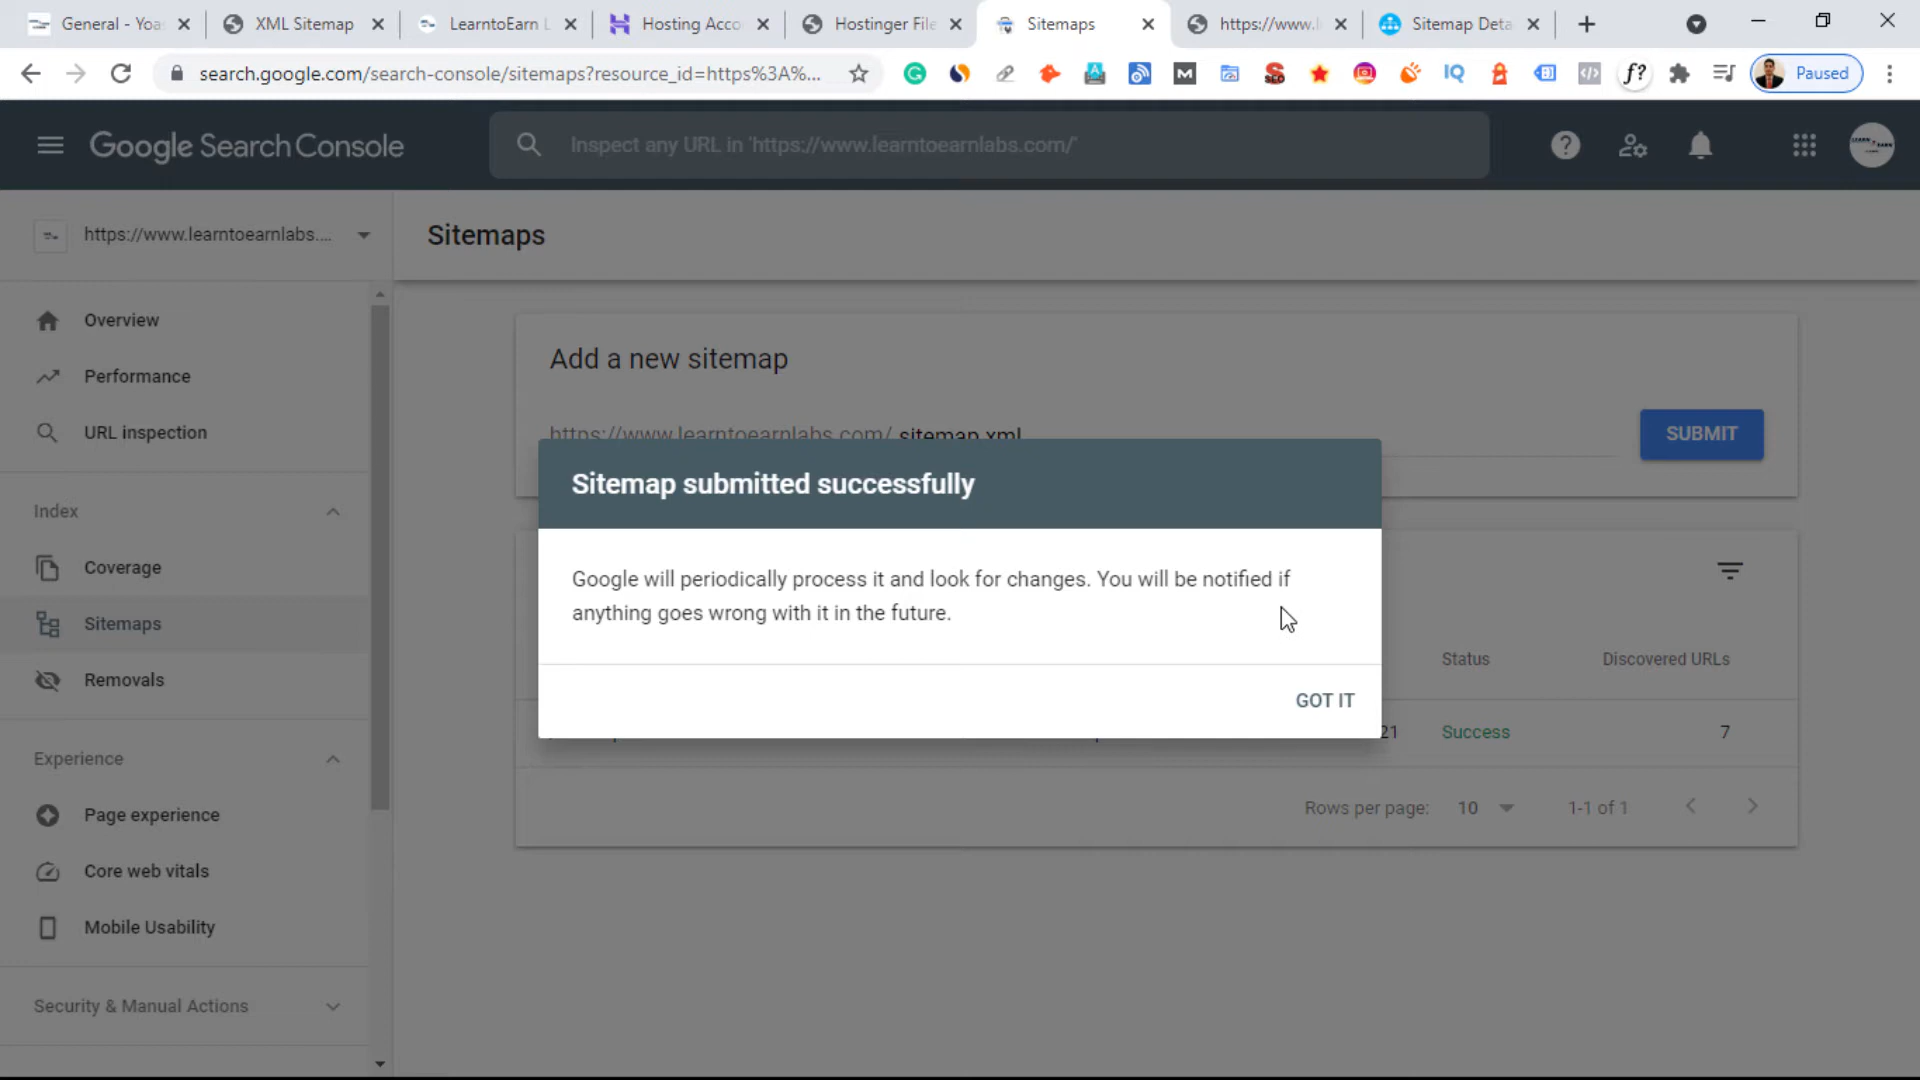 General - Yoa
XML Sitemap
LearntoEarn L
Hosting Acco
Hostinger File
Sitemaps
https://www.l
Sitemap Deta
search.google.com/search-console/sitemaps?resource_id=https%3A%...
SEO
M
IQ
f?
Paused
Google Search Console
Inspect any URL in 'https://www.learntoearnlabs.com/'
https://www.learntoearnlabs....
Sitemaps
Overview
Performance
URL inspection
Index
Coverage
Sitemaps
Removals
Experience
Page experience
Core web vitals
Mobile Usability
Security & Manual Actions
Add a new sitemap
https://www.learntoearnlabs.com/ sitemap.xml
SUBMIT
Sitemap submitted successfully
Google will periodically process it and look for changes. You will be notified if
anything goes wrong with it in the future.
GOT IT
Status
Discovered URLs
21
Success
7
Rows per page:
10
1-1 of 1